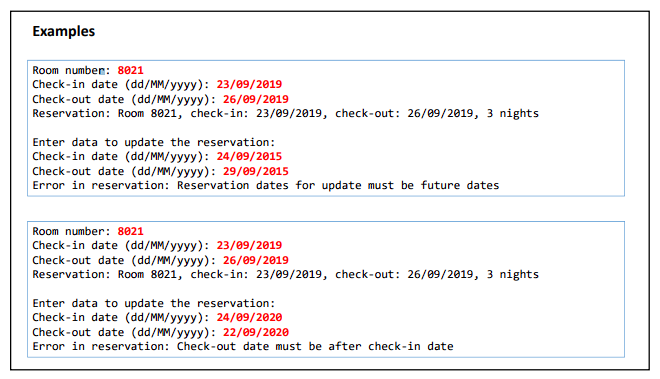 Examples
Room number: 8021
Check-in date (dd/MM/yyyy): 23/09/2019
Check-out date (dd/MM/yyyy): 26/09/2019
Reservation: Room 8021, check-in: 23/09/2019, check-out: 26/09/2019, 3 nights
Enter data to update the reservation:
Check-in date (dd/MM/yyyy): 24/09/2015
Check-out date (dd/MM/yyyy): 29/09/2015
Error in reservation: Reservation dates for update must be future dates
Room number: 8021
Check-in date (dd/MM/yyyy): 23/09/2019
Check-out date (dd/MM/yyyy): 26/09/2019
Reservation: Room 8021, check-in: 23/09/2019, check-out: 26/09/2019, 3 nights
Enter data to update the reservation:
Check-in date (dd/MM/yyyy): 24/09/2020
Check-out date (dd/MM/yyyy): 22/09/2020
Error in reservation: Check-out date must be after check-in date